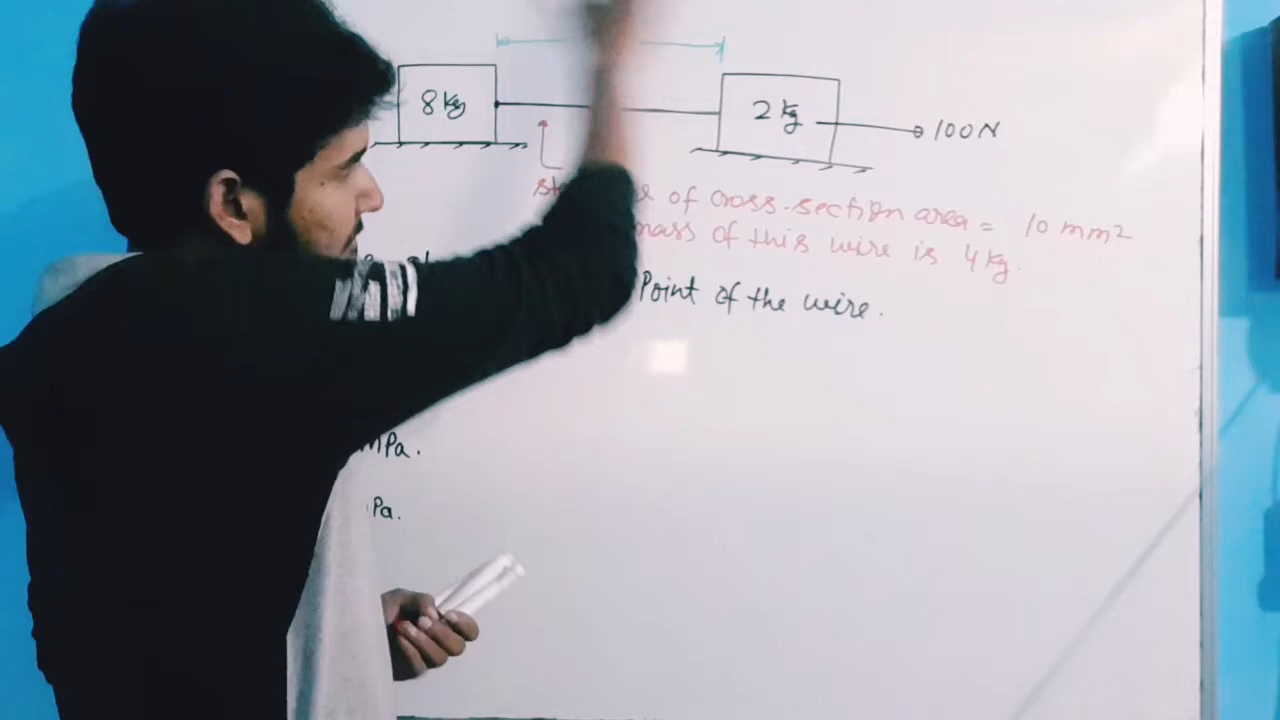 8 kg
2 kg
100 N
of cross-section area = 10 mm2
mass of this wire is 4 kg.
Point of the wire.
MPa.
Pa.